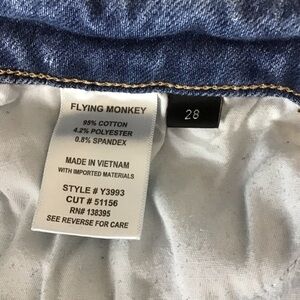 FLYING MONKEY
95% COTTON
4.2% POLYESTER
0.8% SPANDEX
MADE IN VIETNAM
WITH IMPORTED MATERIALS
STYLE # Y3993
CUT # 51156
RN# 138395
SEE REVERSE FOR CARE
28